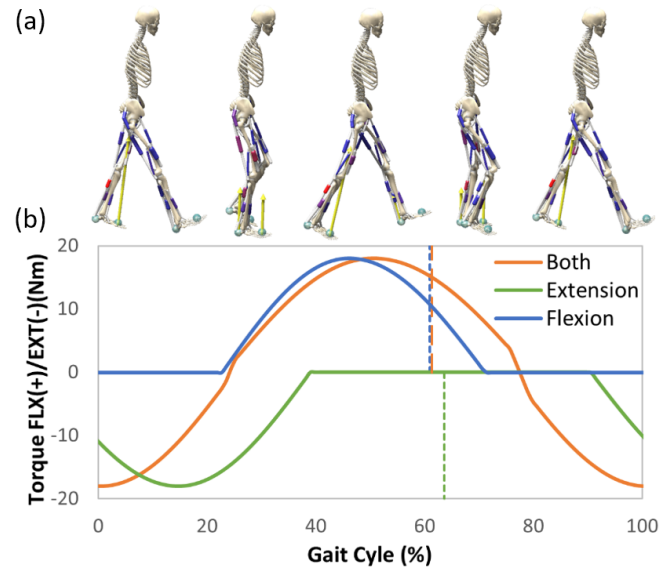 (a)
(b)
20
10
0
-10
-20
Torque FLX(+)/EXT(-)(Nm)
Both
Extension
Flexion
0 20 40 60 80 100
Gait Cyle (%)